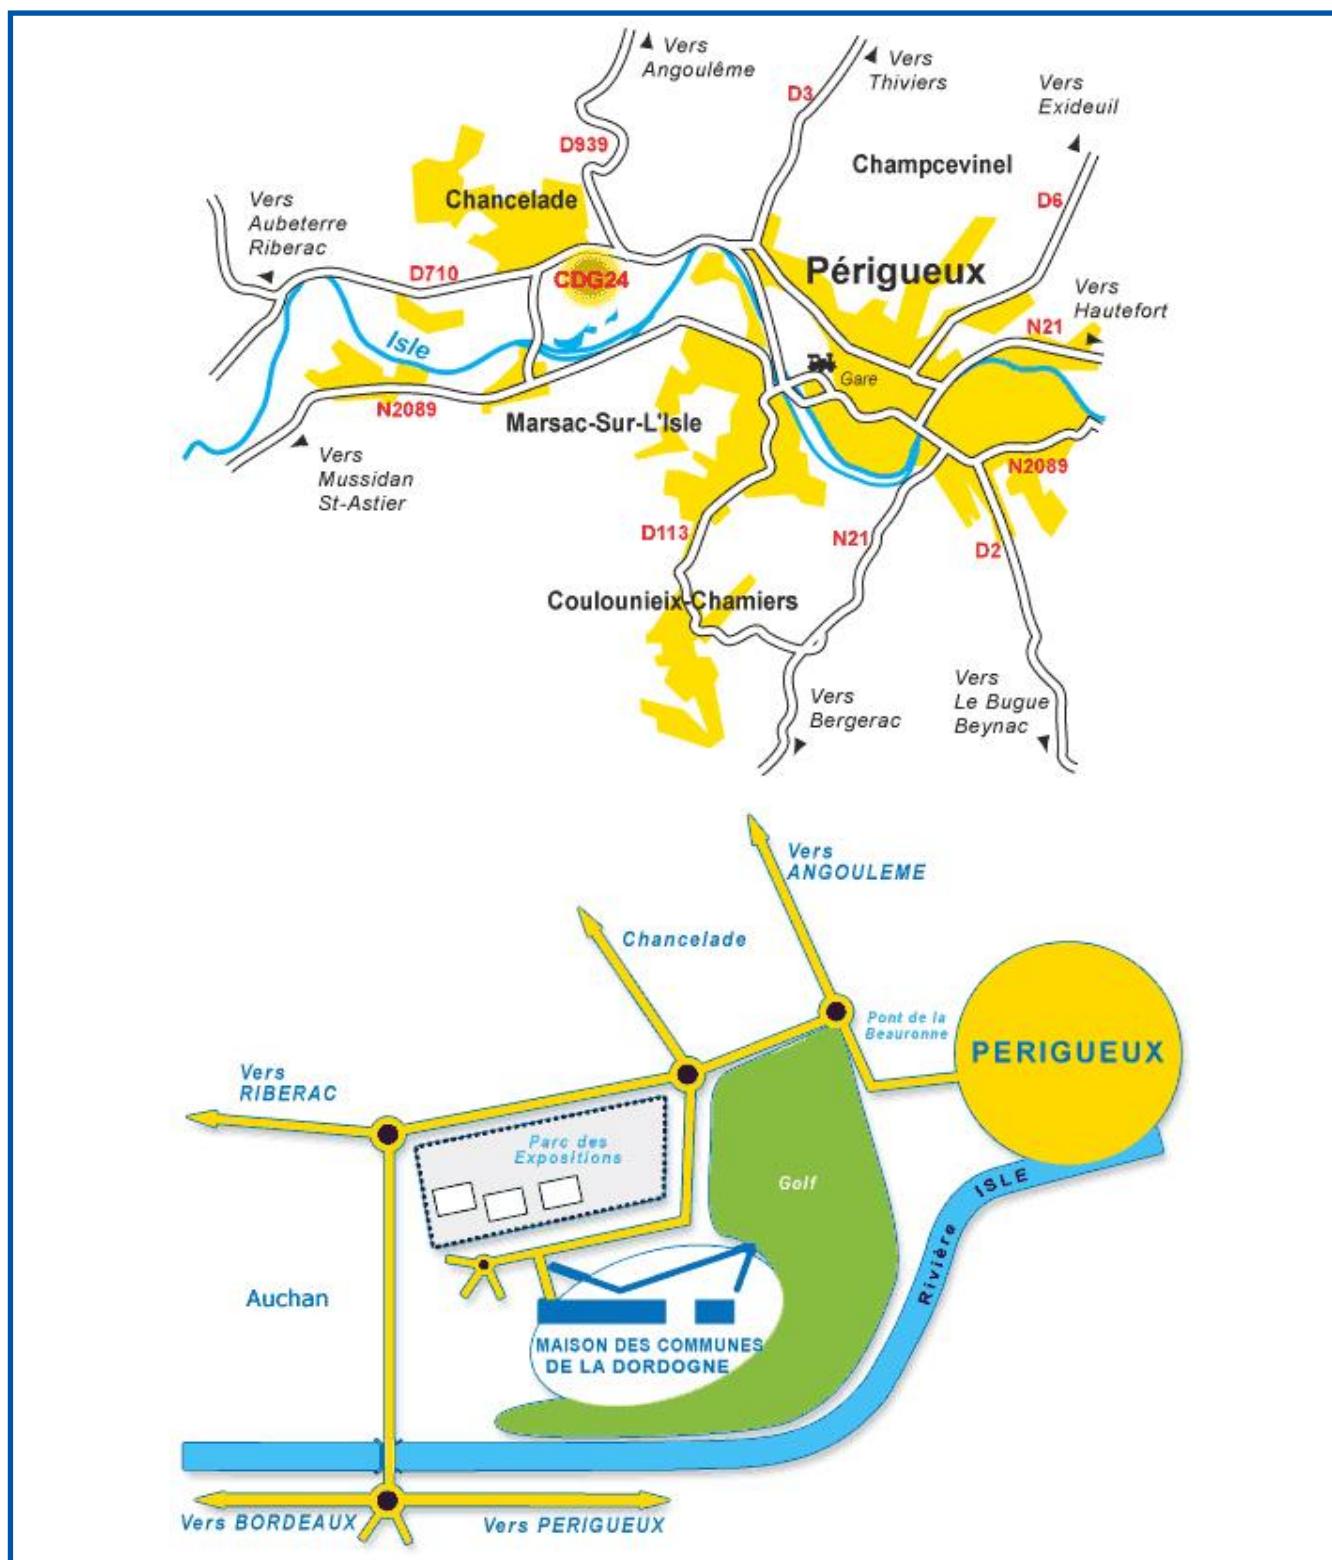 Vers
Angoulême
Vers
Thiviers
Vers
Exideuil
D3
D939
Champcevinel
Vers
Aubeterre
Riberac
Chancelade
D6
D710
CDG24
Périgueux
Vers
Hautefort
N21
Isle
Gare
N2089
Marsac-Sur-L'Isle
Vers
Mussidan
St-Astier
N2089
D113
N21
D2
Coulounieix-Chamiers
Vers
Bergerac
Vers
Le Bugue
Beynac
Vers
ANGOULEME
Chancelade
Pont de la
Beauronne
PERIGUEUX
Vers
RIBERAC
Parc des
Expositions
Golf
Rivière ISLE
Auchan
MAISON DES COMMUNES
DE LA DORDOGNE
Vers BORDEAUX
Vers PERIGUEUX